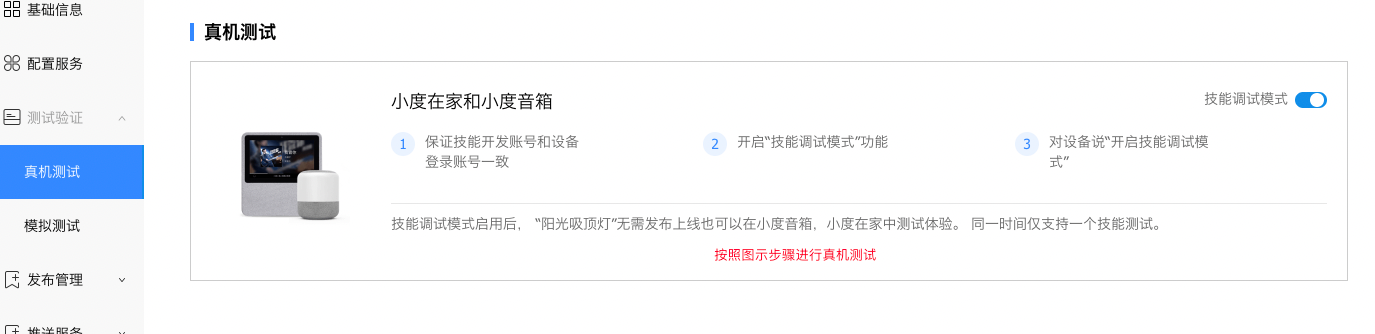 基础信息
配置服务
测试验证
真机测试
模拟测试
发布管理
推送服务
真机测试
小度在家和小度音箱
技能调试模式
1 保证技能开发账号和设备
登录账号一致
2 开启“技能调试模式”功能
3 对设备说“开启技能调试模
式”
技能调试模式启用后， “阳光吸顶灯”无需发布上线也可以在小度音箱，小度在家中测试体验。 同一时间仅支持一个技能测试。
按照图示步骤进行真机测试